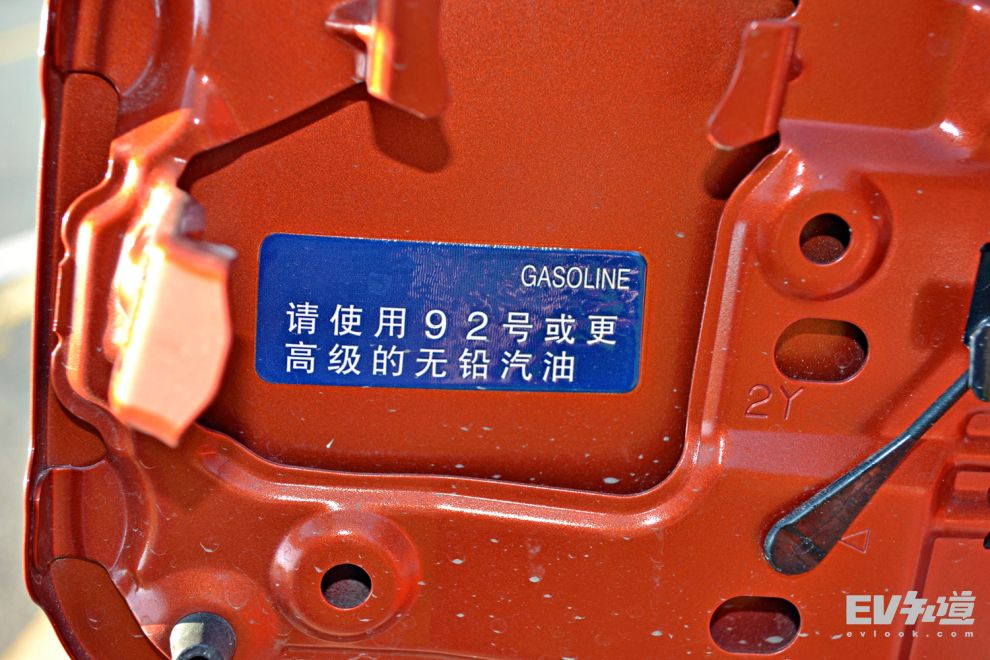 GASOLINE
请使用92号或更
高级的无铅汽油
2Y
EV知道
evlook.com